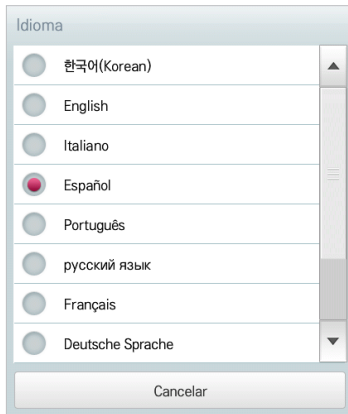 Idioma
한국어(Korean)
English
Italiano
Español
Português
русский язык
Français
Deutsche Sprache
Cancelar